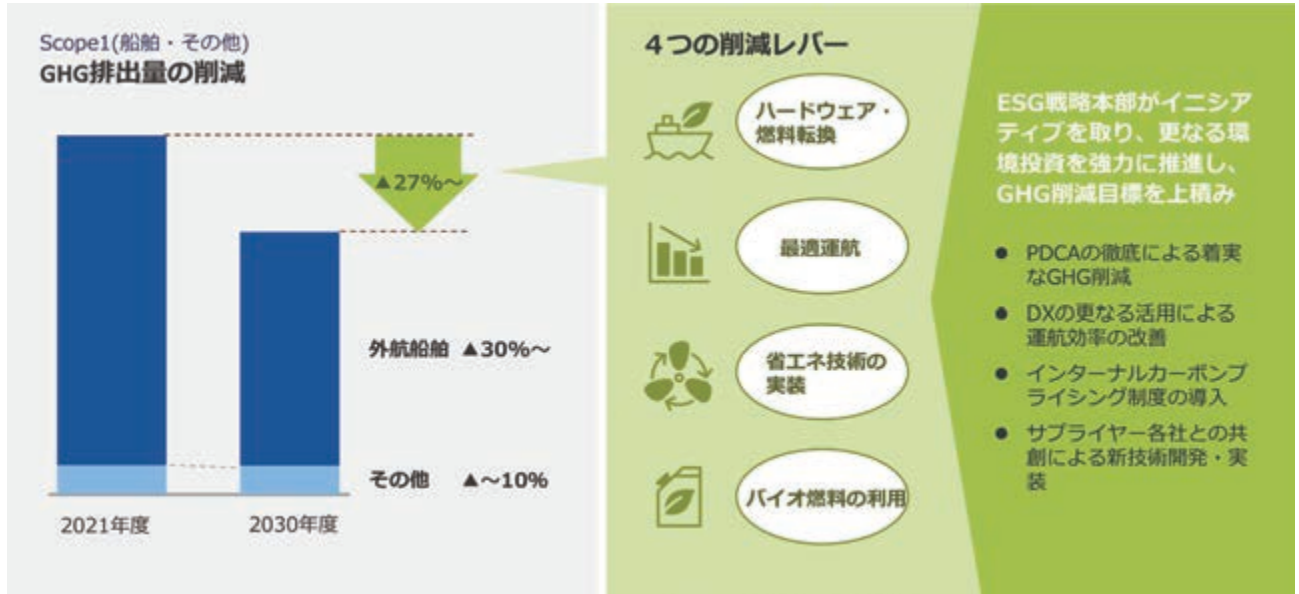 Scope1(船舶・その他)
GHG排出量の削減
▲27%～
外航船舶 ▲30%～
その他 ▲～10%
2021年度
2030年度
４つの削減レバー
ハードウェア・
燃料転換
最適運航
省エネ技術の
実装
バイオ燃料の利用
ESG戦略本部がイニシア
ティブを取り、更なる環
境投資を強力に推進し、
GHG削減目標を上積み
● PDCAの徹底による着実
なGHG削減
● DXの更なる活用による
運航効率の改善
● インターナルカーボンプ
ライシング制度の導入
● サプライヤー各社との共
創による新技術開発・実
装